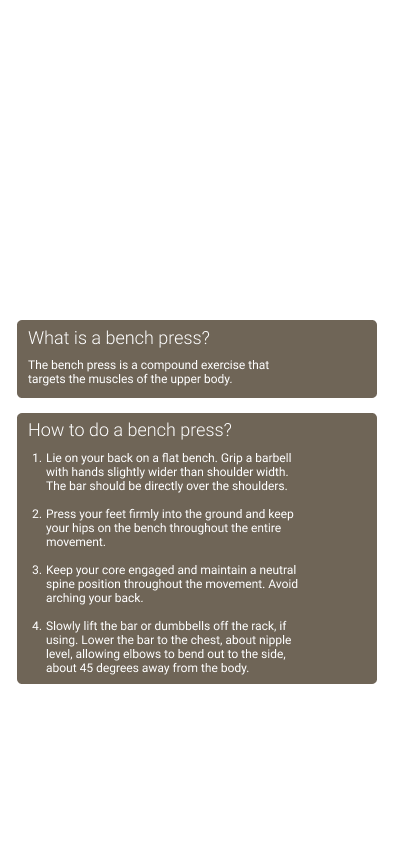 What is a bench press?
The bench press is a compound exercise that
targets the muscles of the upper body.
How to do a bench press?
1. Lie on your back on a flat bench. Grip a barbell
with hands slightly wider than shoulder width.
The bar should be directly over the shoulders.
2. Press your feet firmly into the ground and keep
your hips on the bench throughout the entire
movement.
3. Keep your core engaged and maintain a neutral
spine position throughout the movement. Avoid
arching your back.
4. Slowly lift the bar or dumbbells off the rack, if
using. Lower the bar to the chest, about nipple
level, allowing elbows to bend out to the side,
about 45 degrees away from the body.